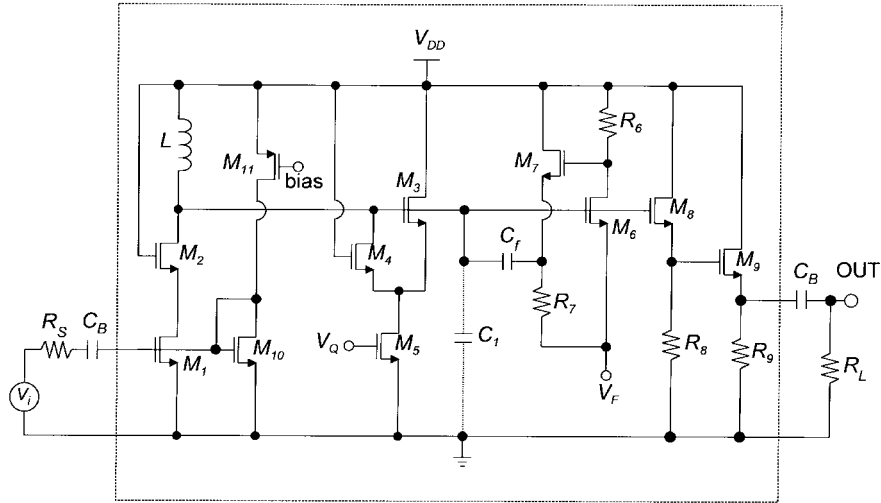 V_DD
L
M_11
bias
M_7
R_6
M_3
M_2
M_4
C_f
M_6
M_8
M_9
C_B
OUT
R_S
C_B
V_Q
M_5
C_1
R_7
M_1
M_10
R_8
R_9
R_L
v_i
V_F